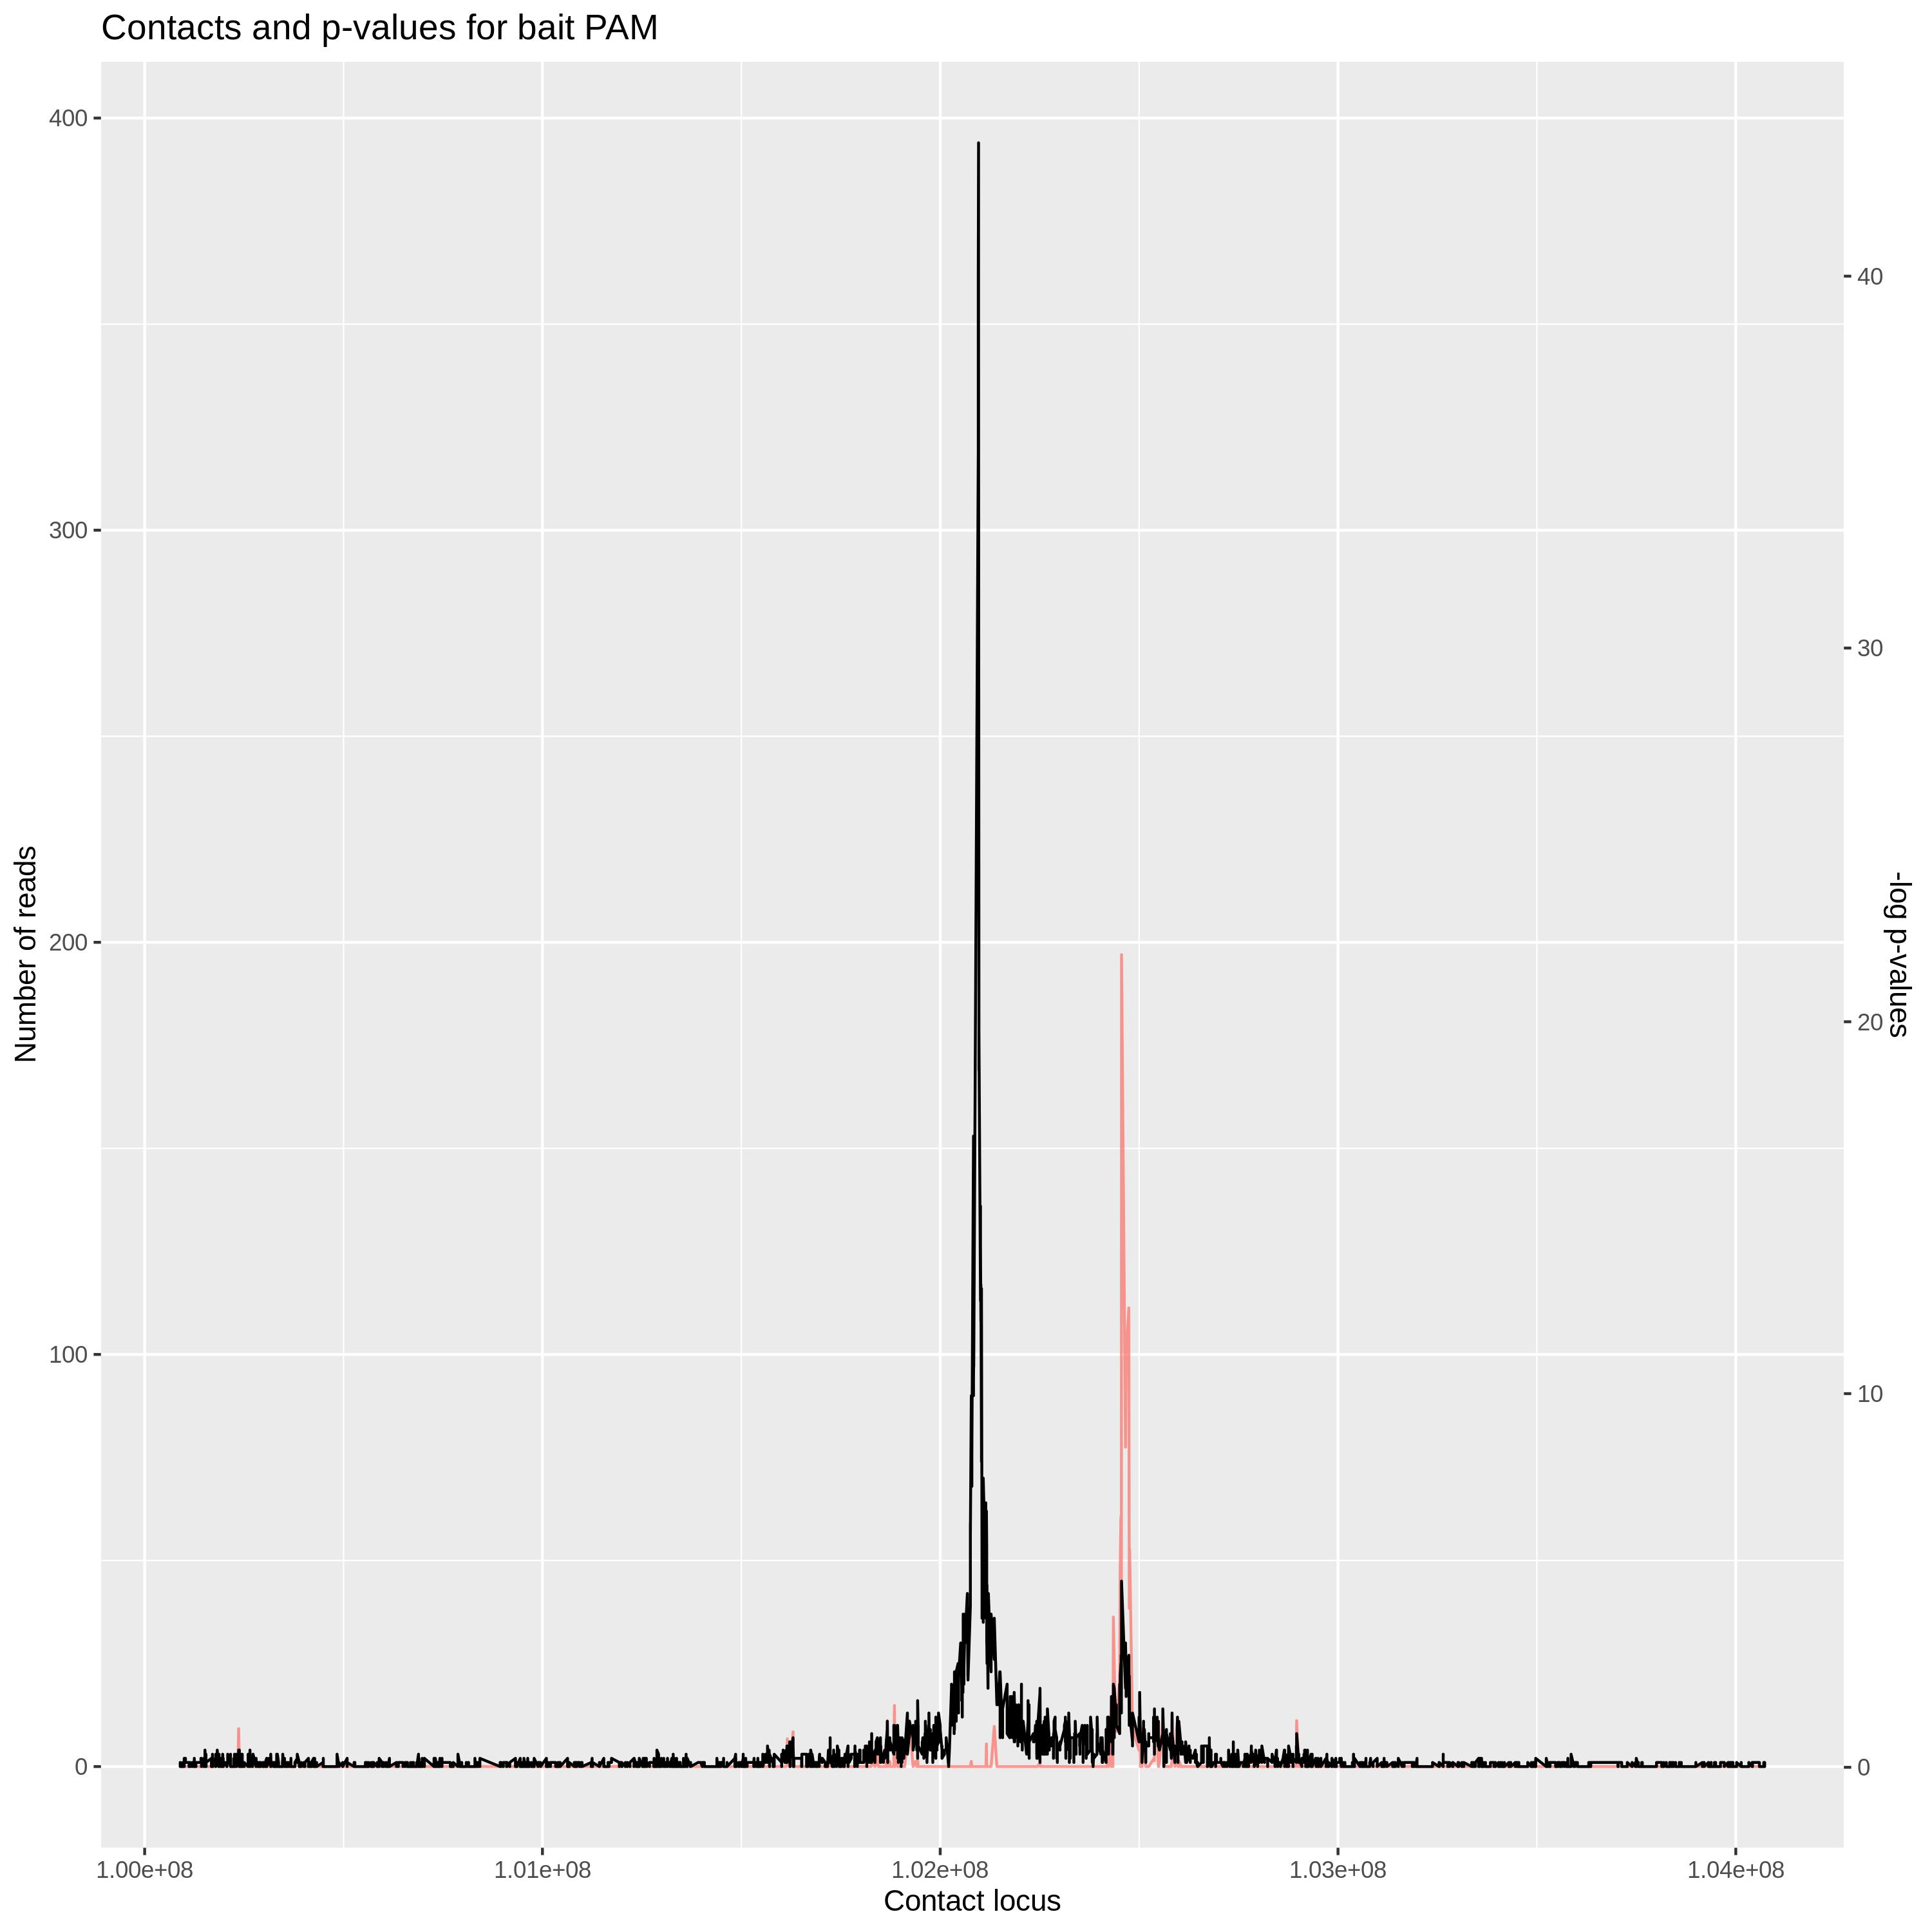 Contacts and p-values for bait PAM
400
300
200
100
0
Number of reads
40
30
20
10
0
-log p-values
1.00e+08
1.01e+08
1.02e+08
1.03e+08
1.04e+08
Contact locus